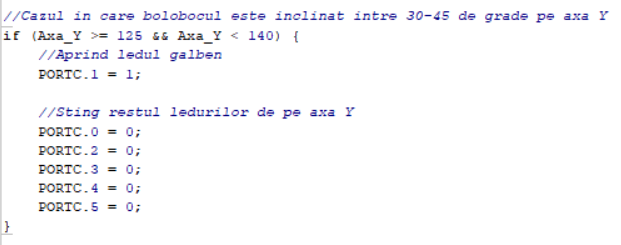 //Cazul in care bolobocul este inclinat intre 30-45 de grade pe axa Y
if (Axa_Y >= 125 && Axa_Y < 140) {
    //Aprind ledul galben
    PORTC.1 = 1;

    //Sting restul ledurilor de pe axa Y
    PORTC.0 = 0;
    PORTC.2 = 0;
    PORTC.3 = 0;
    PORTC.4 = 0;
    PORTC.5 = 0;
}